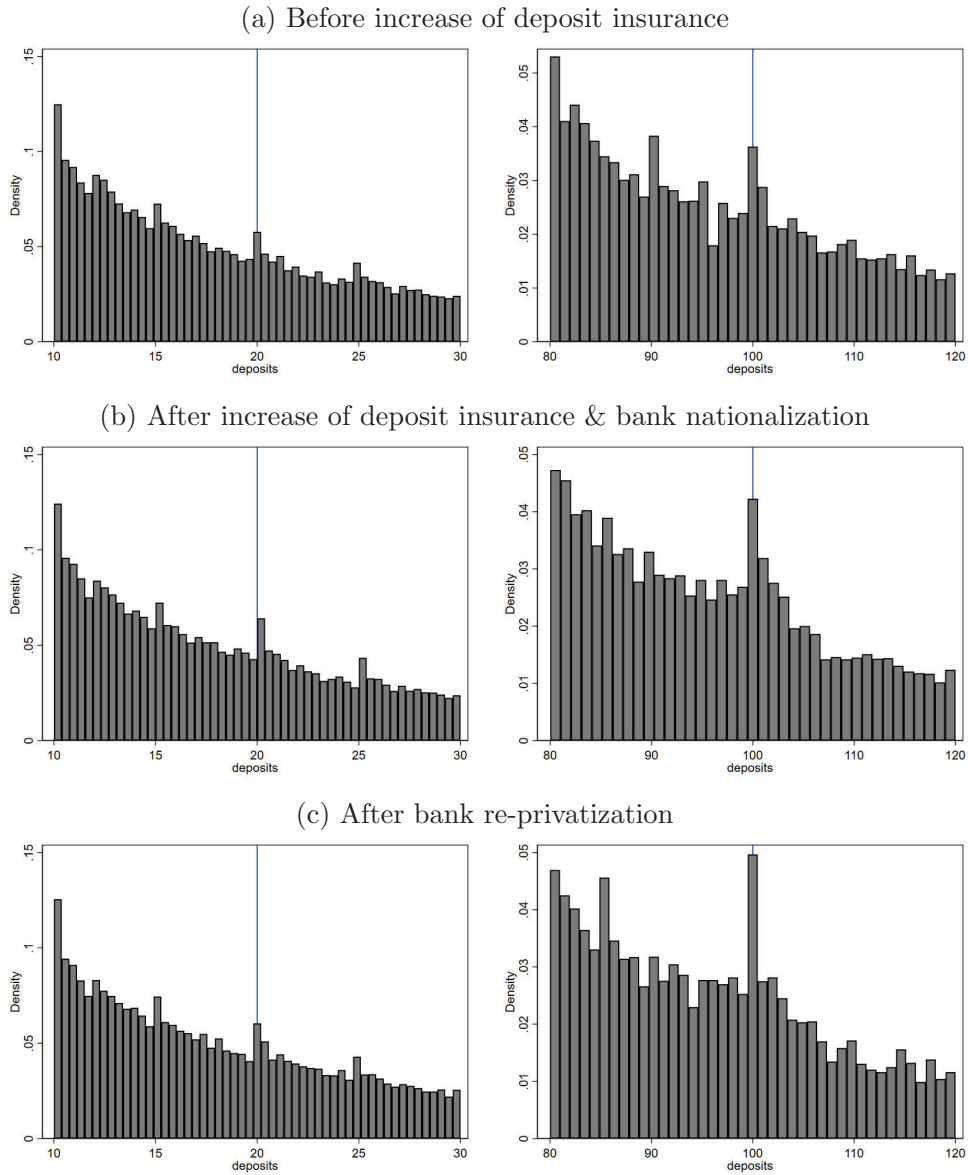 (a) Before increase of deposit insurance
Density
0 .05 .1 .15
10 15 20 25 30
deposits
Density
0 .01 .02 .03 .04 .05
80 90 100 110 120
deposits
(b) After increase of deposit insurance & bank nationalization
Density
0 .05 .1 .15
10 15 20 25 30
deposits
Density
0 .01 .02 .03 .04 .05
80 90 100 110 120
deposits
(c) After bank re-privatization
Density
0 .05 .1 .15
10 15 20 25 30
deposits
Density
0 .01 .02 .03 .04 .05
80 90 100 110 120
deposits